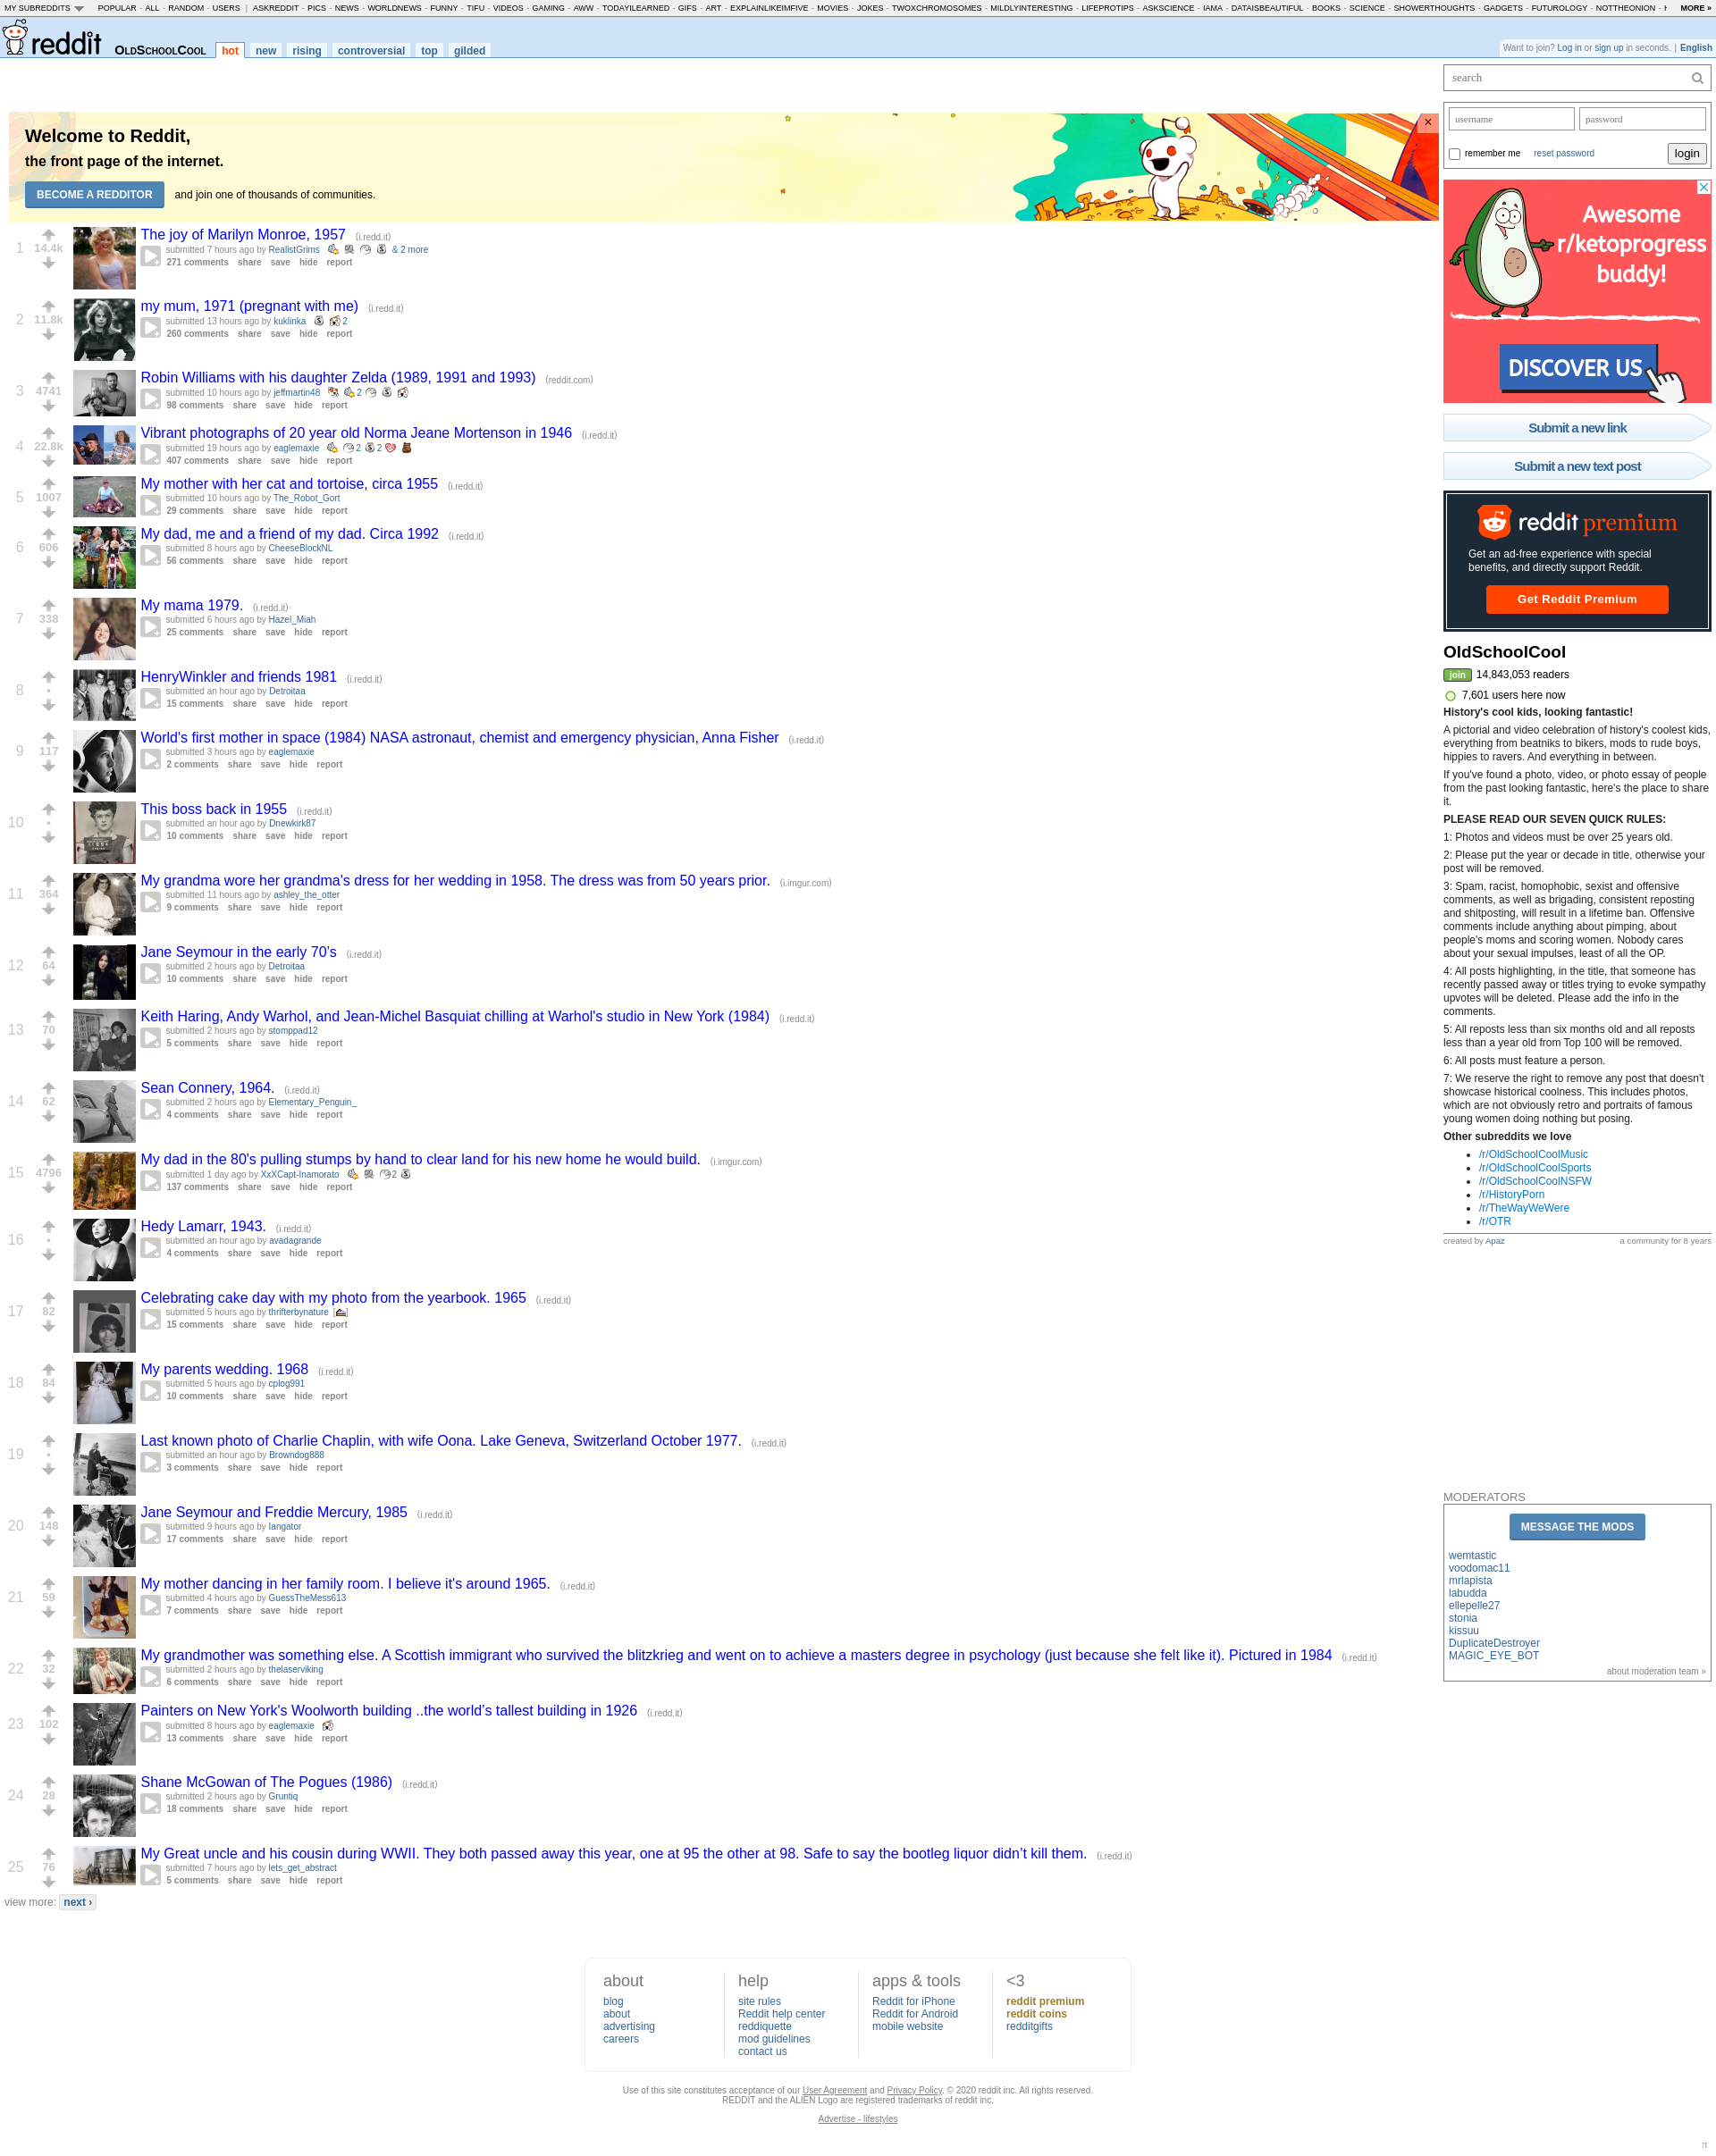 MY SUBREDDITS POPULAR - ALL - RANDOM - USERS | ASKREDDIT - PICS - NEWS - WORLDNEWS - FUNNY - TIFU - VIDEOS - GAMING - AWW - TODAYILEARNED - GIFS - ART - EXPLAINLIKEIMFIVE - MOVIES - JOKES - TWOXCHROMOSOMES - MILDLYINTERESTING - LIFEPROTIPS - ASKSCIENCE - IAMA - DATAISBEAUTIFUL - BOOKS - SCIENCE - SHOWERTHOUGHTS - GADGETS - FUTUROLOGY - NOTTHEONION - MORE »
reddit OLDSCHOOLCOOL hot new rising controversial top gilded
Want to join? Log in or sign up in seconds. | English
search
username password
remember me reset password login
Welcome to Reddit,
the front page of the internet.
BECOME A REDDITOR and join one of thousands of communities.
×
1 14.4k The joy of Marilyn Monroe, 1957 (i.redd.it)
submitted 7 hours ago by RealistGrims & 2 more
271 comments share save hide report
2 11.8k my mum, 1971 (pregnant with me) (i.redd.it)
submitted 13 hours ago by kuklinka 2
260 comments share save hide report
3 4741 Robin Williams with his daughter Zelda (1989, 1991 and 1993) (reddit.com)
submitted 10 hours ago by jeffmartin48 2
98 comments share save hide report
4 22.8k Vibrant photographs of 20 year old Norma Jeane Mortenson in 1946 (i.redd.it)
submitted 19 hours ago by eaglemaxie 2 2
407 comments share save hide report
5 1007 My mother with her cat and tortoise, circa 1955 (i.redd.it)
submitted 10 hours ago by The_Robot_Gort
29 comments share save hide report
6 606 My dad, me and a friend of my dad. Circa 1992 (i.redd.it)
submitted 8 hours ago by CheeseBlockNL
56 comments share save hide report
7 338 My mama 1979. (i.redd.it)
submitted 6 hours ago by Hazel_Miah
25 comments share save hide report
8 • HenryWinkler and friends 1981 (i.redd.it)
submitted an hour ago by Detroitaa
15 comments share save hide report
9 117 World's first mother in space (1984) NASA astronaut, chemist and emergency physician, Anna Fisher (i.redd.it)
submitted 3 hours ago by eaglemaxie
2 comments share save hide report
10 • This boss back in 1955 (i.redd.it)
submitted an hour ago by Dnewkirk87
10 comments share save hide report
11 364 My grandma wore her grandma's dress for her wedding in 1958. The dress was from 50 years prior. (i.imgur.com)
submitted 11 hours ago by ashley_the_otter
9 comments share save hide report
12 64 Jane Seymour in the early 70's (i.redd.it)
submitted 2 hours ago by Detroitaa
10 comments share save hide report
13 70 Keith Haring, Andy Warhol, and Jean-Michel Basquiat chilling at Warhol's studio in New York (1984) (i.redd.it)
submitted 2 hours ago by stomppad12
5 comments share save hide report
14 62 Sean Connery, 1964. (i.redd.it)
submitted 2 hours ago by Elementary_Penguin_
4 comments share save hide report
15 4796 My dad in the 80's pulling stumps by hand to clear land for his new home he would build. (i.imgur.com)
submitted 1 day ago by XxXCapt-Inamorato 2
137 comments share save hide report
16 • Hedy Lamarr, 1943. (i.redd.it)
submitted an hour ago by avadagrande
4 comments share save hide report
17 82 Celebrating cake day with my photo from the yearbook. 1965 (i.redd.it)
submitted 5 hours ago by thrifterbynature
15 comments share save hide report
18 84 My parents wedding. 1968 (i.redd.it)
submitted 5 hours ago by cplog991
10 comments share save hide report
19 • Last known photo of Charlie Chaplin, with wife Oona. Lake Geneva, Switzerland October 1977. (i.redd.it)
submitted an hour ago by Browndog888
3 comments share save hide report
20 148 Jane Seymour and Freddie Mercury, 1985 (i.redd.it)
submitted 9 hours ago by Iangator
17 comments share save hide report
21 59 My mother dancing in her family room. I believe it's around 1965. (i.redd.it)
submitted 4 hours ago by GuessTheMess613
7 comments share save hide report
22 32 My grandmother was something else. A Scottish immigrant who survived the blitzkrieg and went on to achieve a masters degree in psychology (just because she felt like it). Pictured in 1984 (i.redd.it)
submitted 2 hours ago by thelaserviking
6 comments share save hide report
23 102 Painters on New York's Woolworth building ..the world's tallest building in 1926 (i.redd.it)
submitted 8 hours ago by eaglemaxie
13 comments share save hide report
24 28 Shane McGowan of The Pogues (1986) (i.redd.it)
submitted 2 hours ago by Gruntiq
18 comments share save hide report
25 76 My Great uncle and his cousin during WWII. They both passed away this year, one at 95 the other at 98. Safe to say the bootleg liquor didn't kill them. (i.redd.it)
submitted 7 hours ago by lets_get_abstract
5 comments share save hide report
view more: next ›
Awesome
r/ketoprogress
buddy!
DISCOVER US
Submit a new link
Submit a new text post
reddit premium
Get an ad-free experience with special
benefits, and directly support Reddit.
Get Reddit Premium
OldSchoolCool
join 14,843,053 readers
7,601 users here now
History's cool kids, looking fantastic!
A pictorial and video celebration of history's coolest kids,
everything from beatniks to bikers, mods to rude boys,
hippies to ravers. And everything in between.
If you've found a photo, video, or photo essay of people
from the past looking fantastic, here's the place to share
it.
PLEASE READ OUR SEVEN QUICK RULES:
1: Photos and videos must be over 25 years old.
2: Please put the year or decade in title, otherwise your
post will be removed.
3: Spam, racist, homophobic, sexist and offensive
comments, as well as brigading, consistent reposting
and shitposting, will result in a lifetime ban. Offensive
comments include anything about pimping, about
people's moms and scoring women. Nobody cares
about your sexual impulses, least of all the OP.
4: All posts highlighting, in the title, that someone has
recently passed away or titles trying to evoke sympathy
upvotes will be deleted. Please add the info in the
comments.
5: All reposts less than six months old and all reposts
less than a year old from Top 100 will be removed.
6: All posts must feature a person.
7: We reserve the right to remove any post that doesn't
showcase historical coolness. This includes photos,
which are not obviously retro and portraits of famous
young women doing nothing but posing.
Other subreddits we love
/r/OldSchoolCoolMusic
/r/OldSchoolCoolSports
/r/OldSchoolCoolNSFW
/r/HistoryPorn
/r/TheWayWeWere
/r/OTR
created by Apaz a community for 8 years
MODERATORS
MESSAGE THE MODS
wemtastic
voodomac11
mrlapista
labudda
ellepelle27
stonia
kissuu
DuplicateDestroyer
MAGIC_EYE_BOT
about moderation team »
about
blog
about
advertising
careers
help
site rules
Reddit help center
reddiquette
mod guidelines
contact us
apps & tools
Reddit for iPhone
Reddit for Android
mobile website
<3
reddit premium
reddit coins
redditgifts
Use of this site constitutes acceptance of our User Agreement and Privacy Policy. © 2020 reddit inc. All rights reserved.
REDDIT and the ALIEN Logo are registered trademarks of reddit inc.
Advertise - lifestyles
π